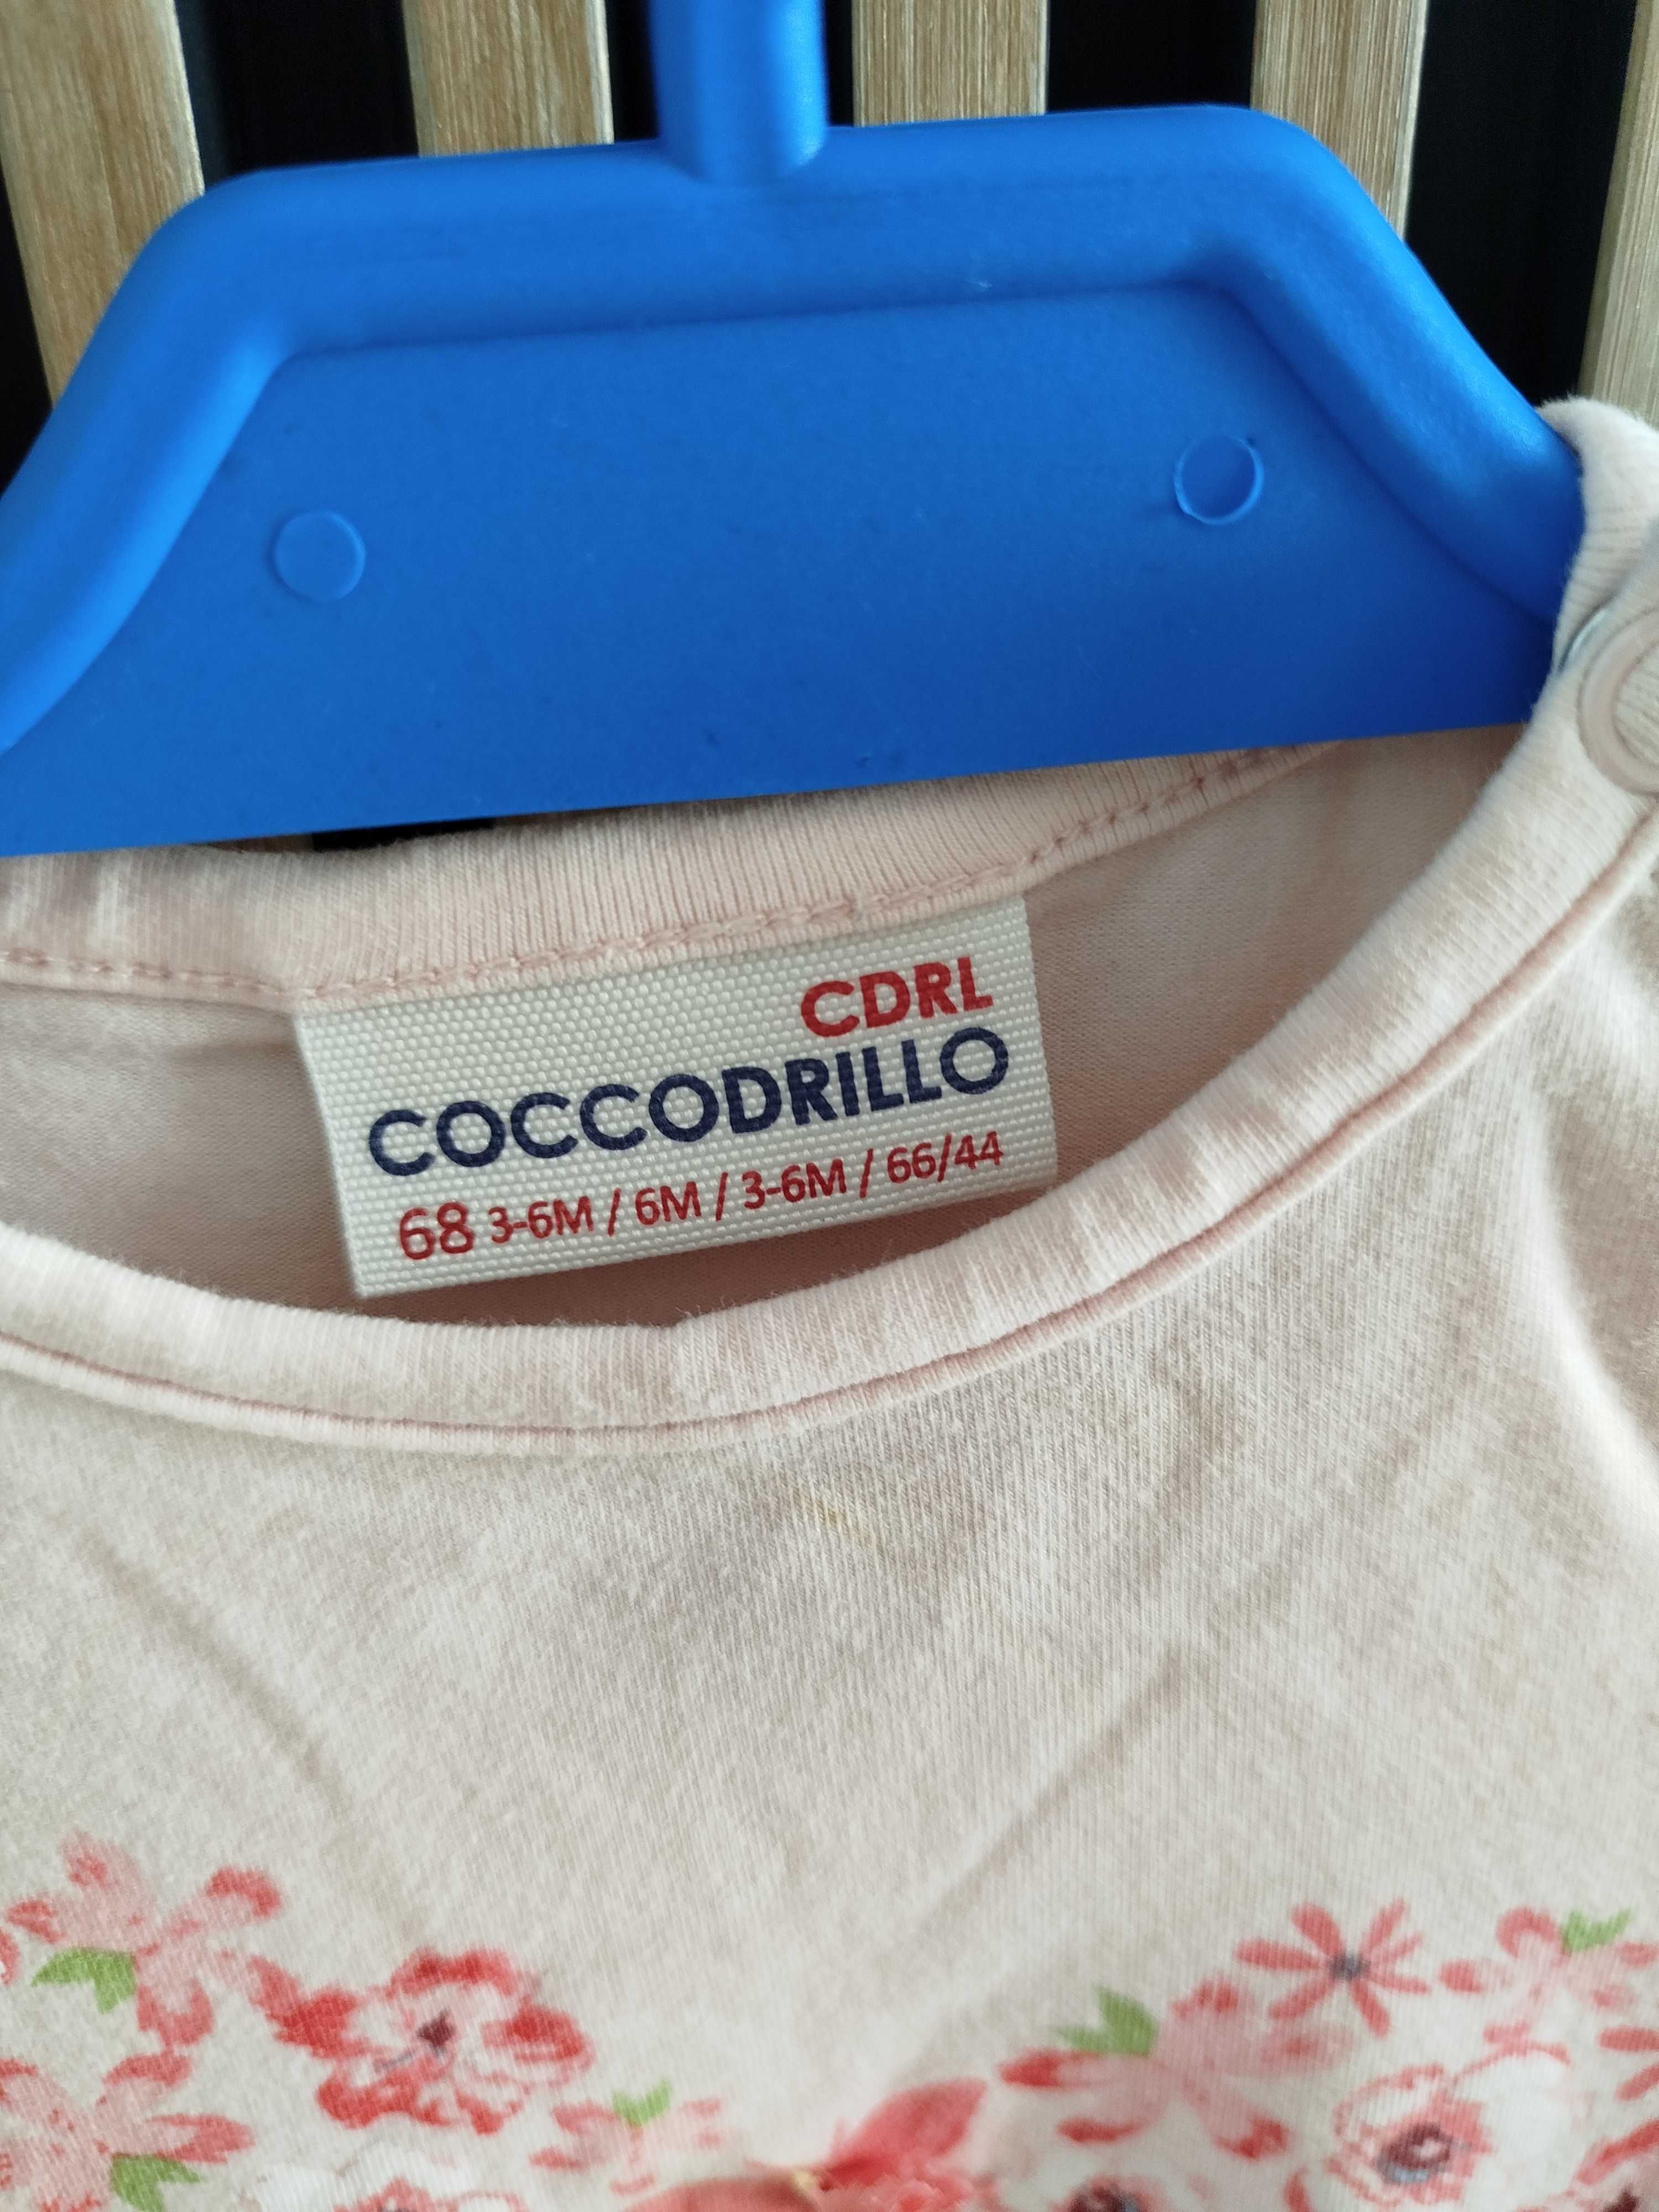 CDRL
COCCODRILLO
68 3-6M / 6M / 3-6M / 66/44